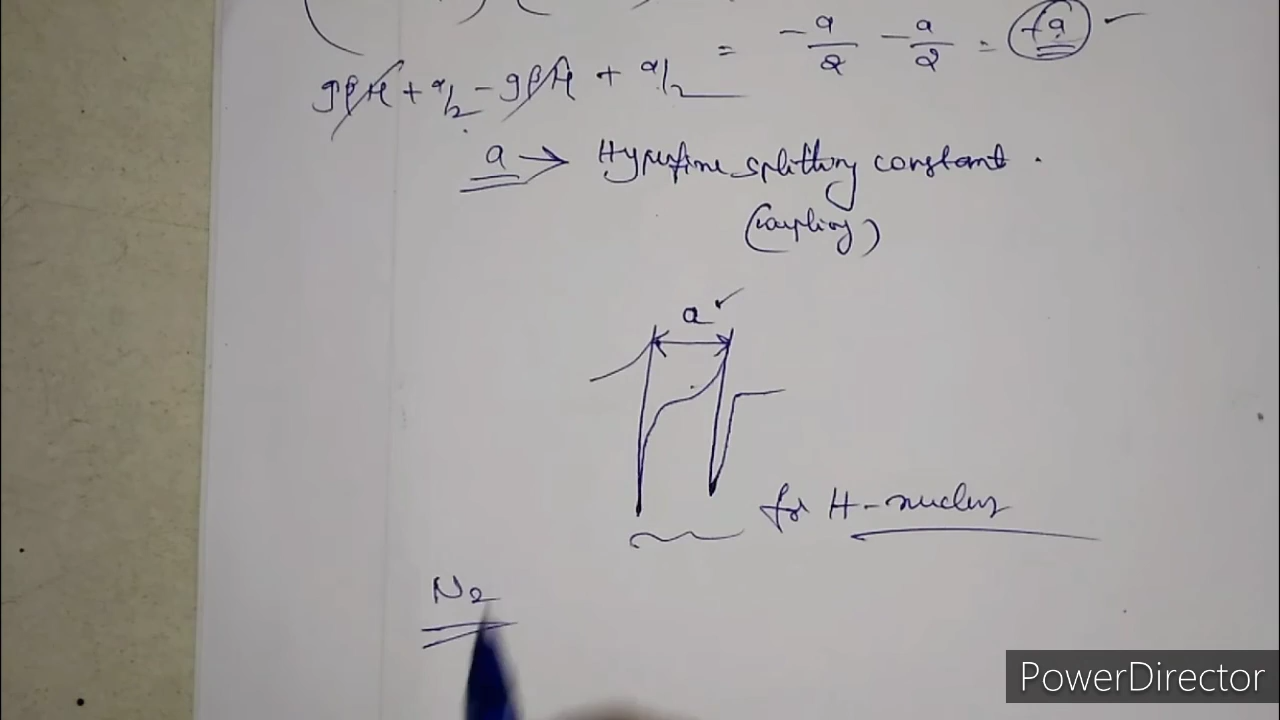 = -a/2 - a/2 = -a
gβH + a/2 - gβH + a/2
a → Hyperfine splitting constant.
(coupling)
a
for H-nucleus
N2
PowerDirector